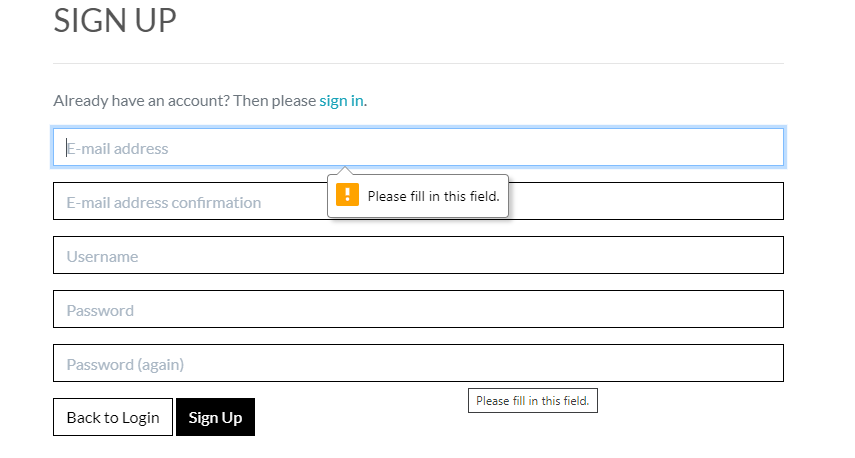 SIGN UP
Already have an account? Then please sign in.
E-mail address
Please fill in this field.
E-mail address confirmation
Username
Password
Password (again)
Please fill in this field.
Back to Login Sign Up